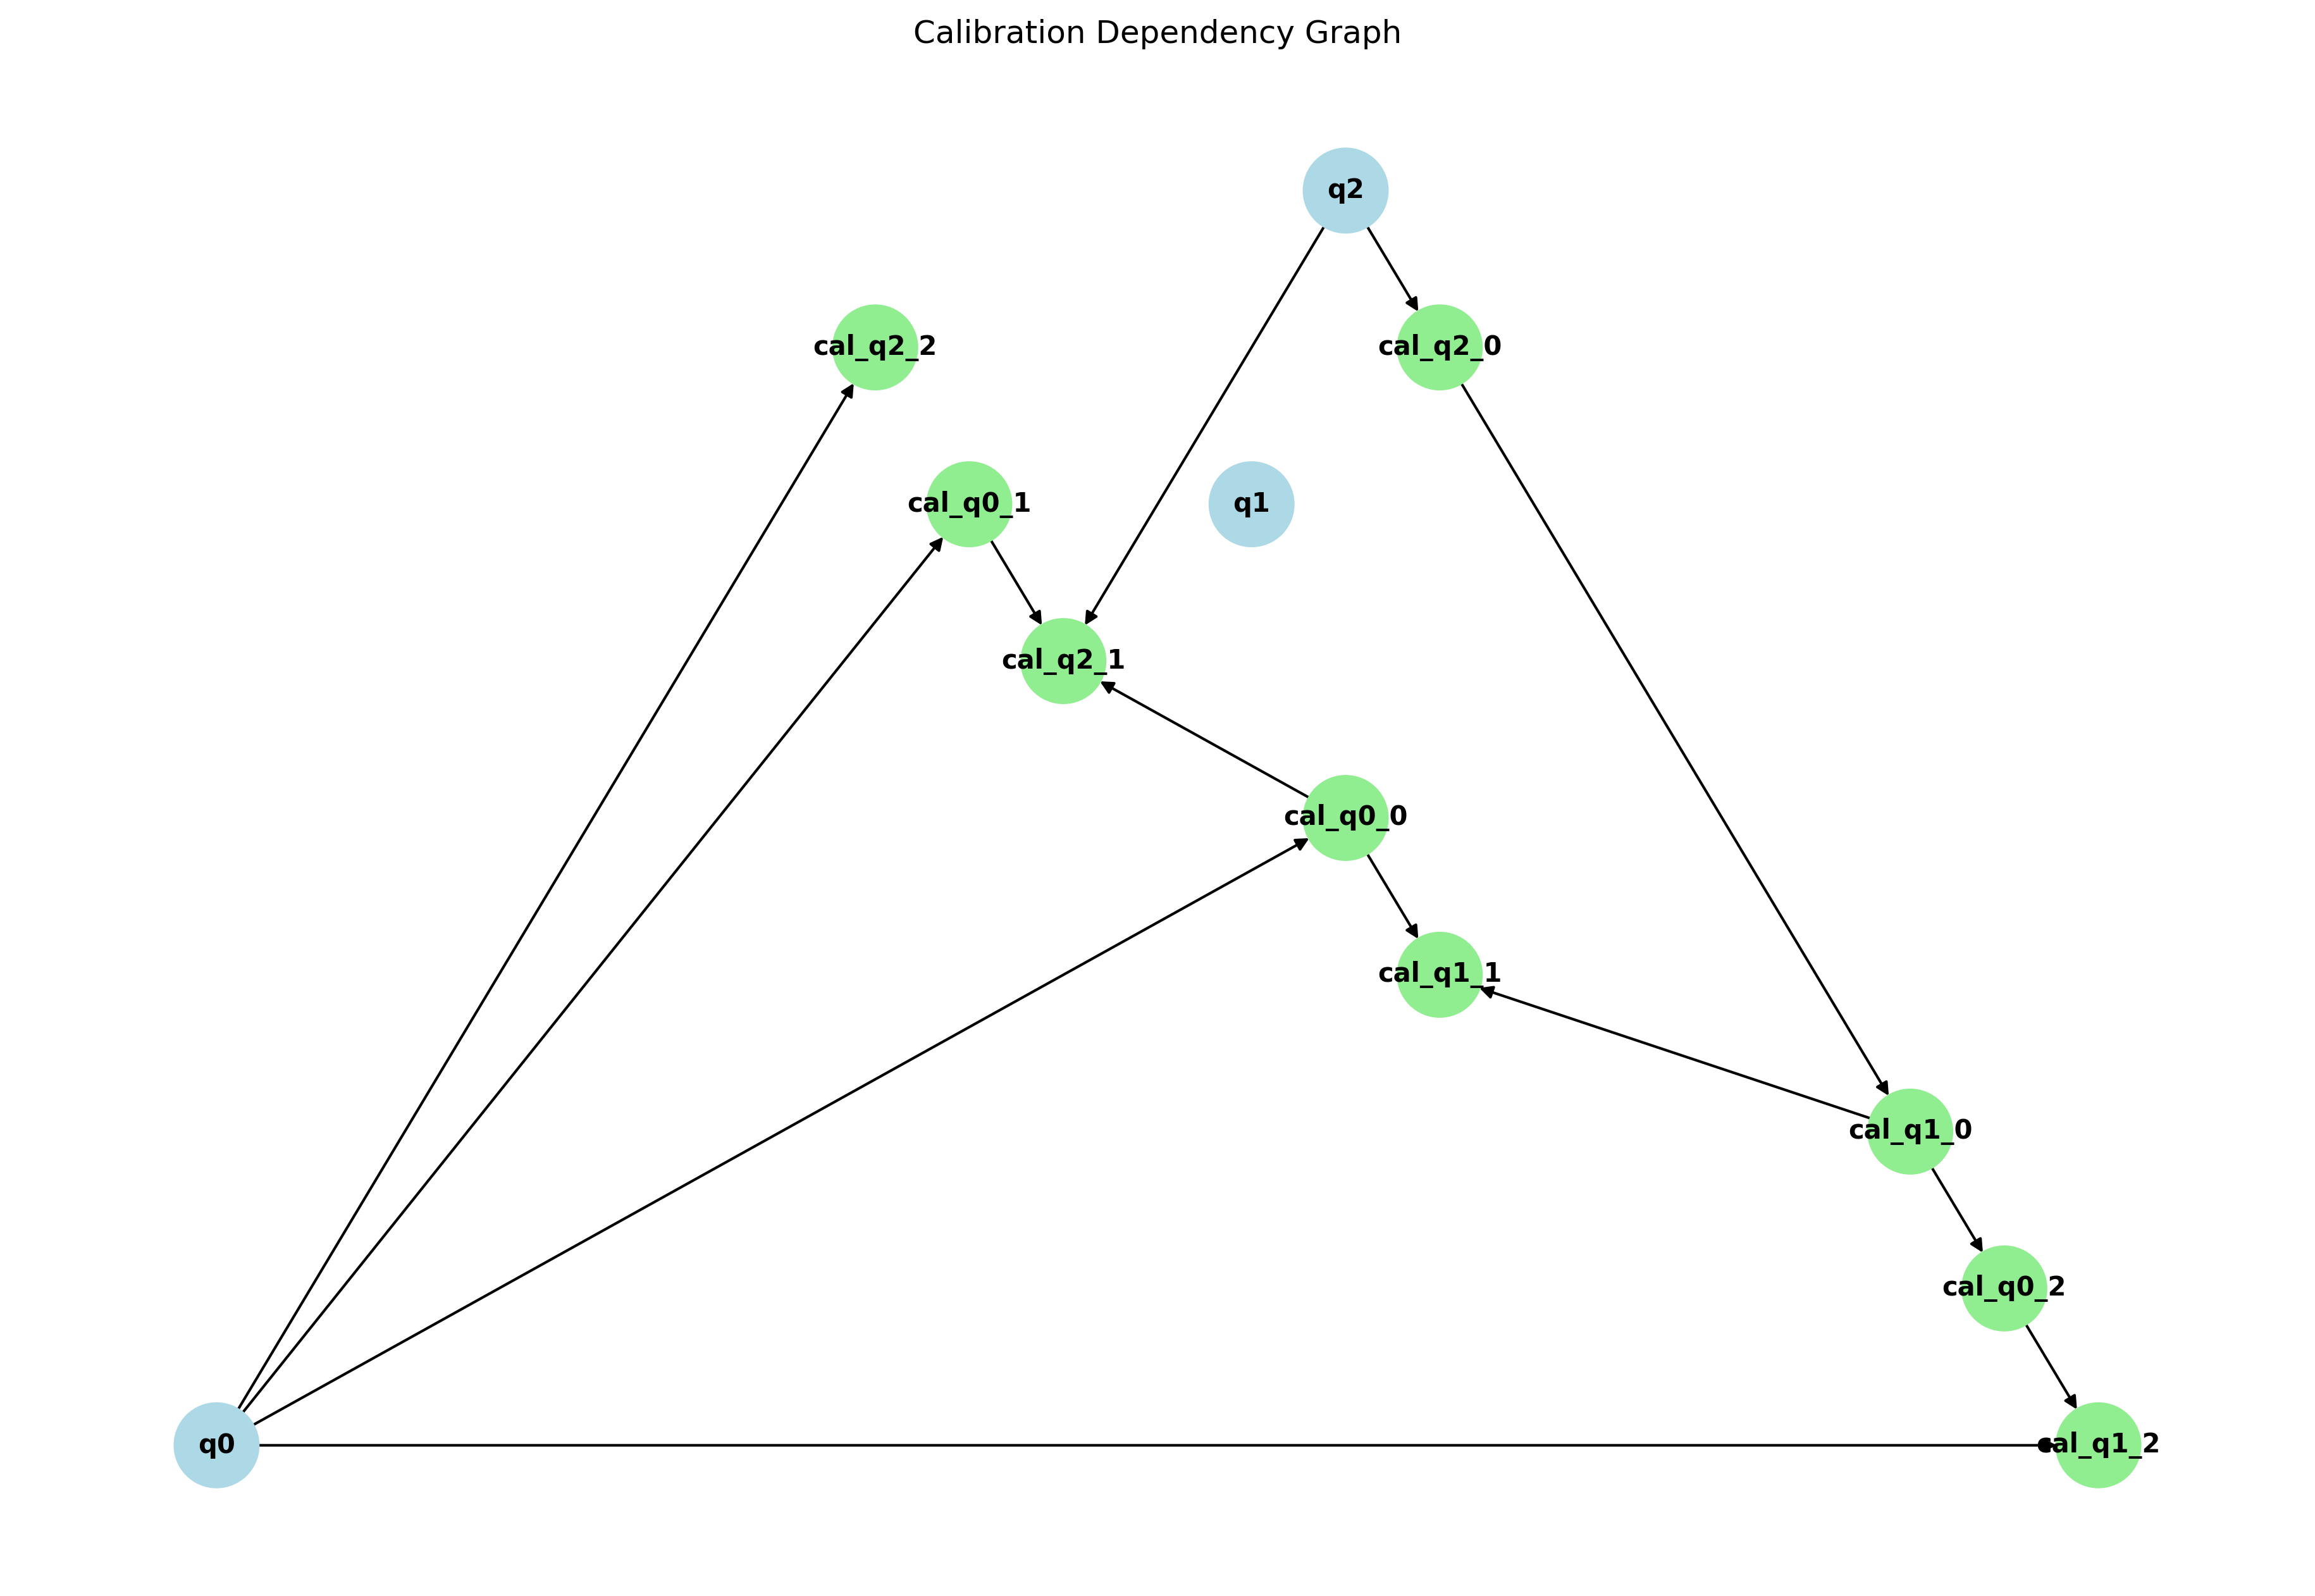 Calibration Dependency Graph
q2
cal_q2_2
cal_q2_0
cal_q0_1
q1
cal_q2_1
cal_q0_0
cal_q1_1
cal_q1_0
cal_q0_2
q0
cal_q1_2